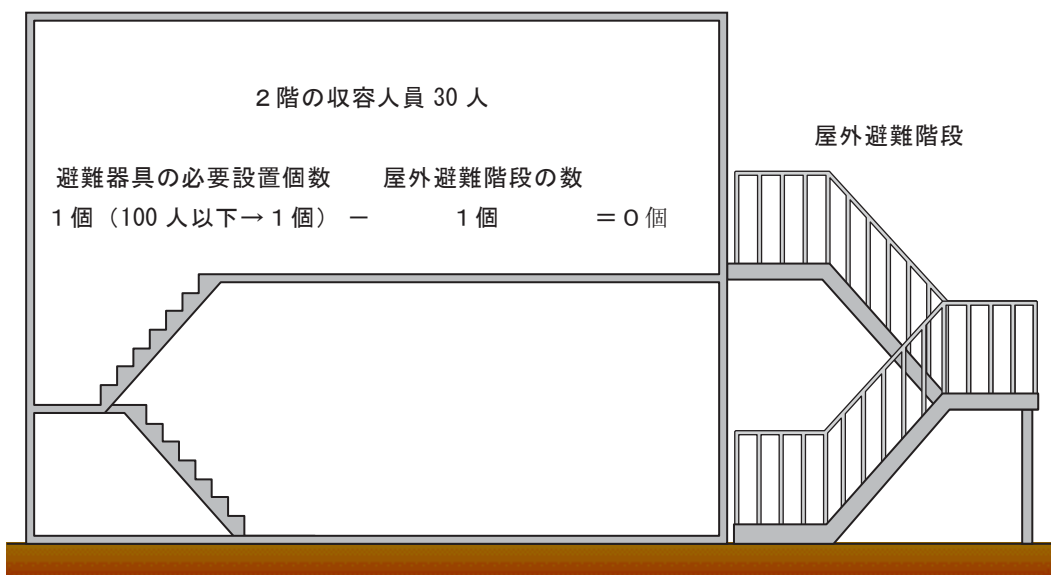 ２階の収容人員 30 人
屋外避難階段
避難器具の必要設置個数　屋外避難階段の数
１個（100 人以下→１個）－　１個　＝０個